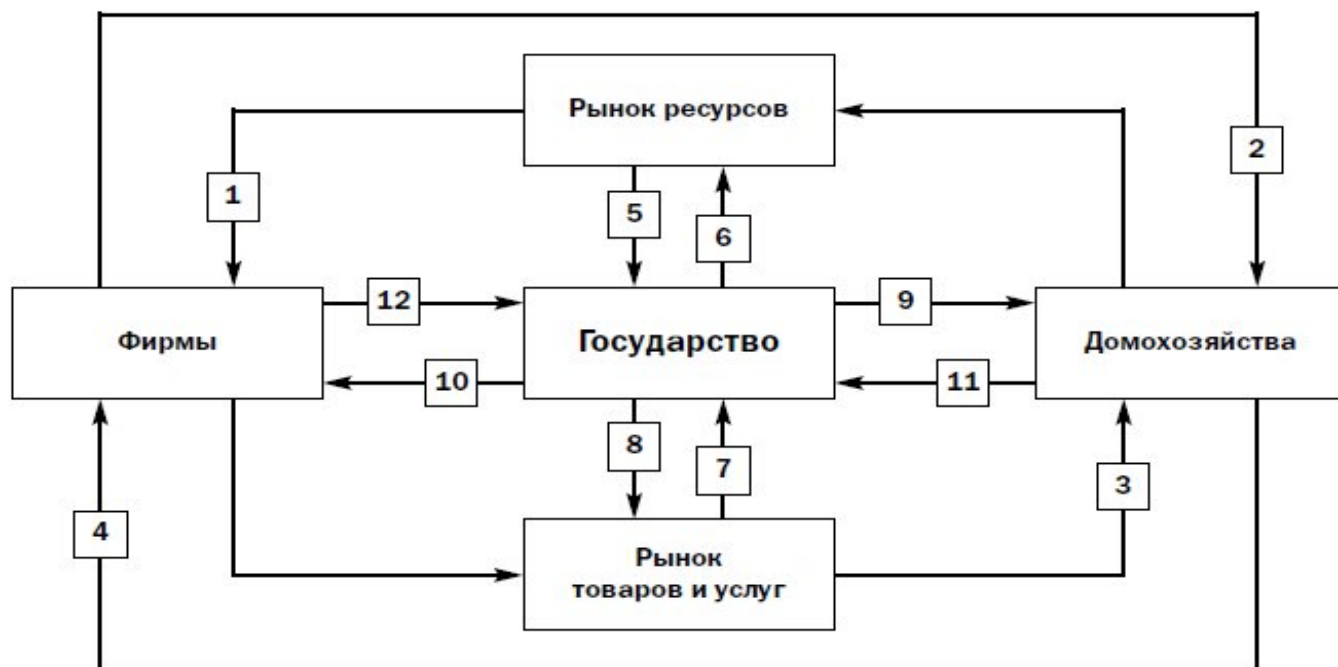 Рынок ресурсов
2
1
5
6
12
9
Фирмы
Государство
Домохозяйства
10
11
8
7
3
4
Рынок
товаров и услуг